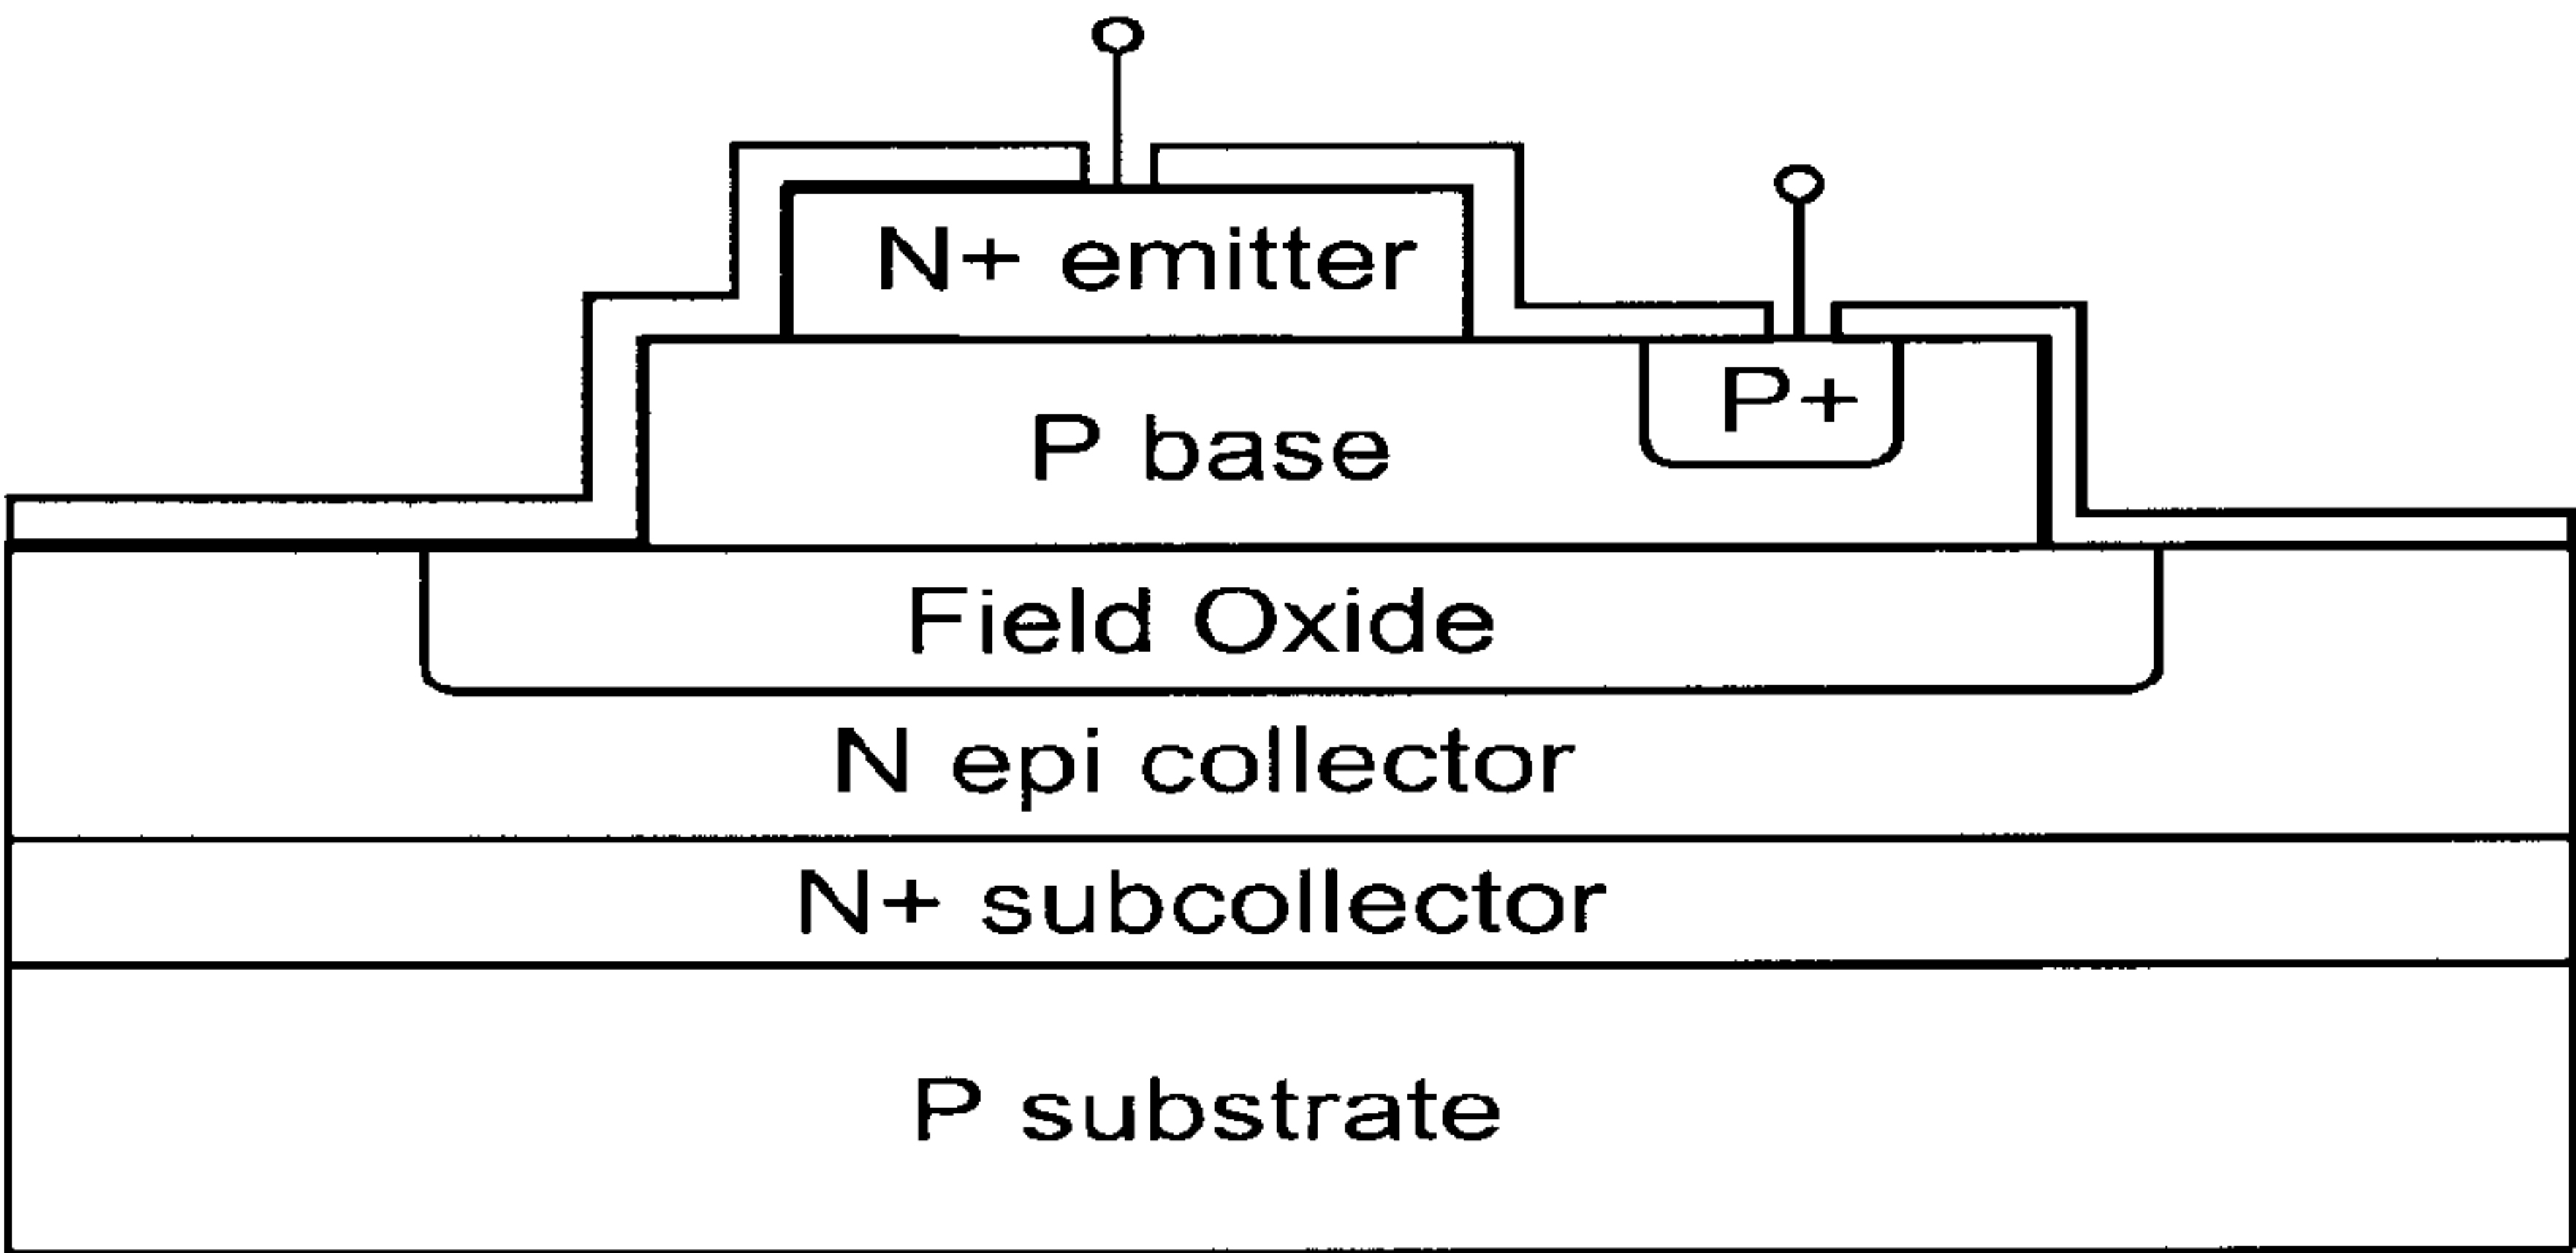 N+ emitter
P+
P base
Field Oxide
N epi collector
N+ subcollector
P substrate